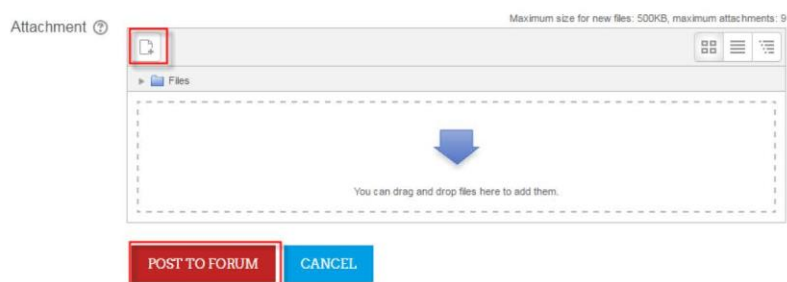 Maximum size for new files: 500KB, maximum attachments: 9
Attachment ?
Files
You can drag and drop files here to add them.
POST TO FORUM CANCEL